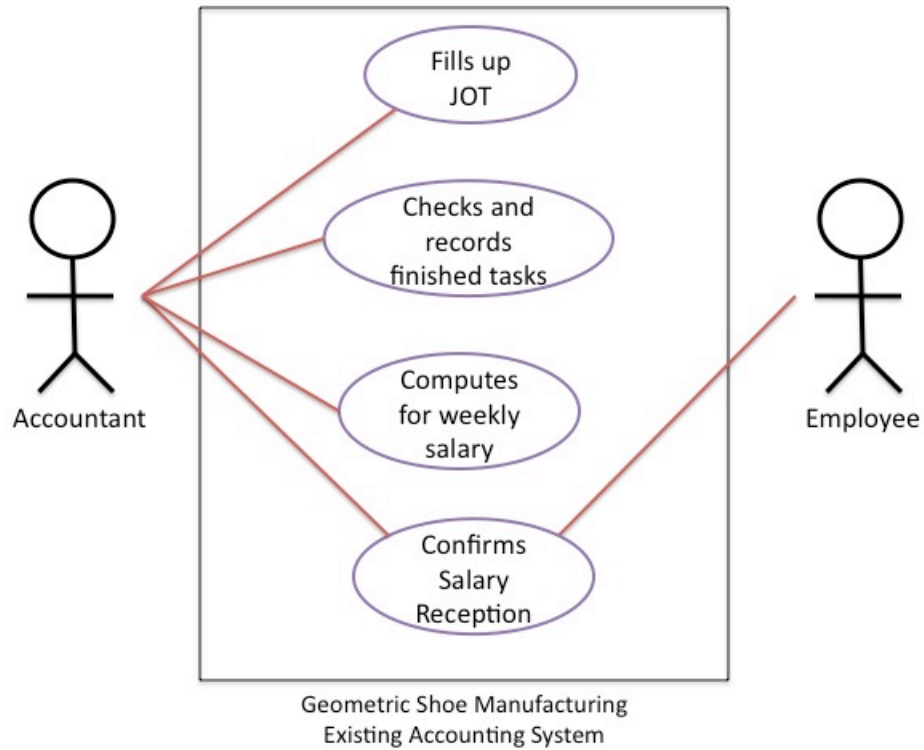 Fills up
JOT
Checks and
records
finished tasks
Accountant
Computes
for weekly
salary
Employee
Confirms
Salary
Reception
Geometric Shoe Manufacturing
Existing Accounting System